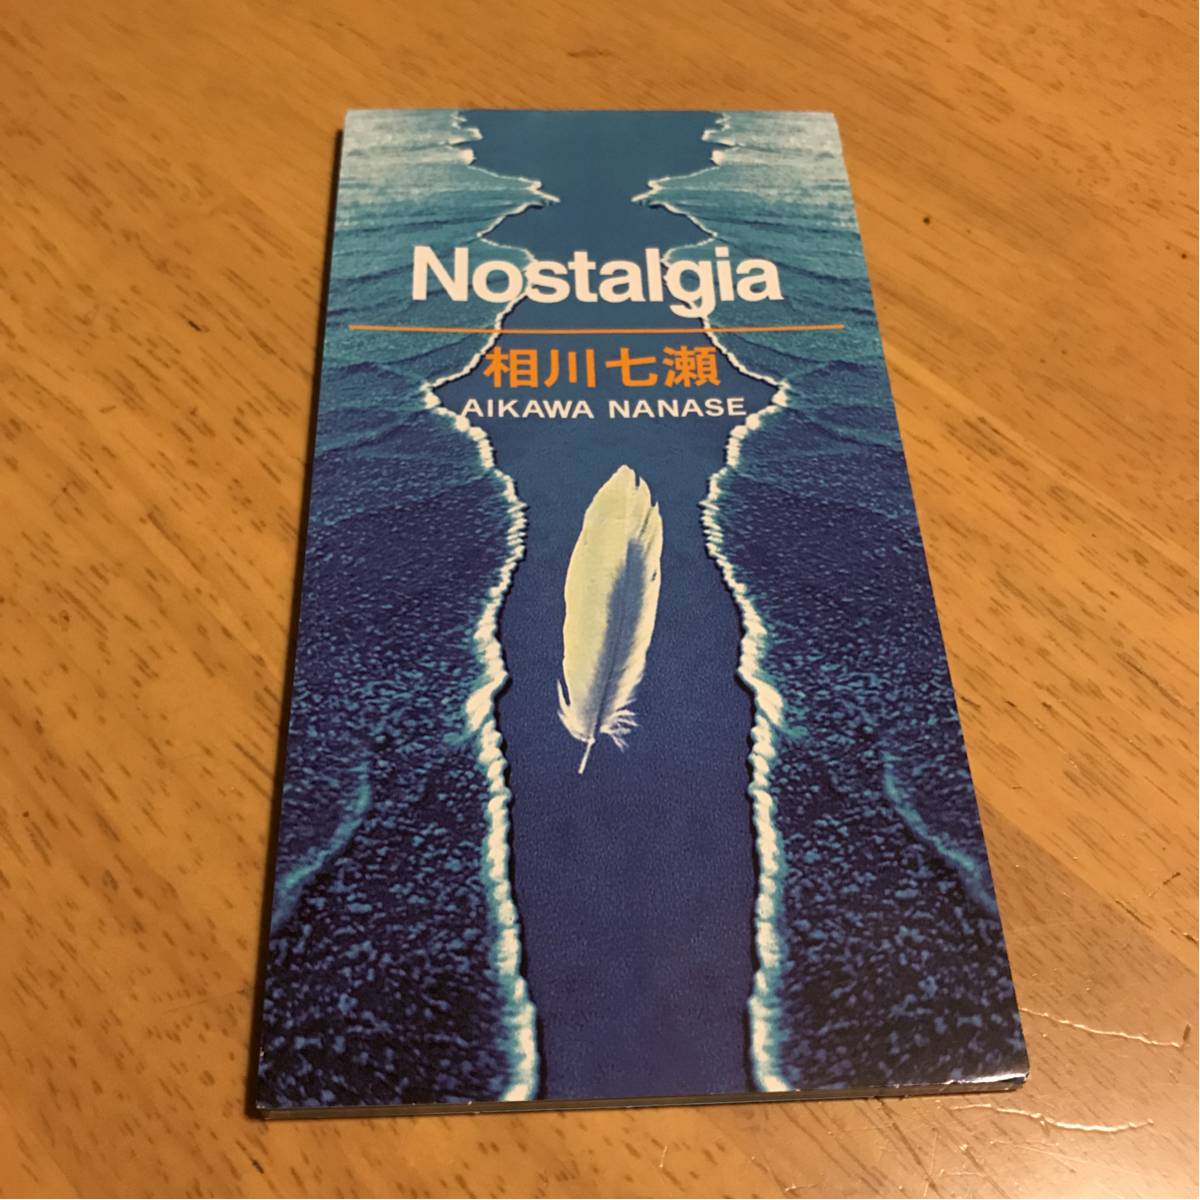 Nostalgia
相川七瀬
AIKAWA NANASE